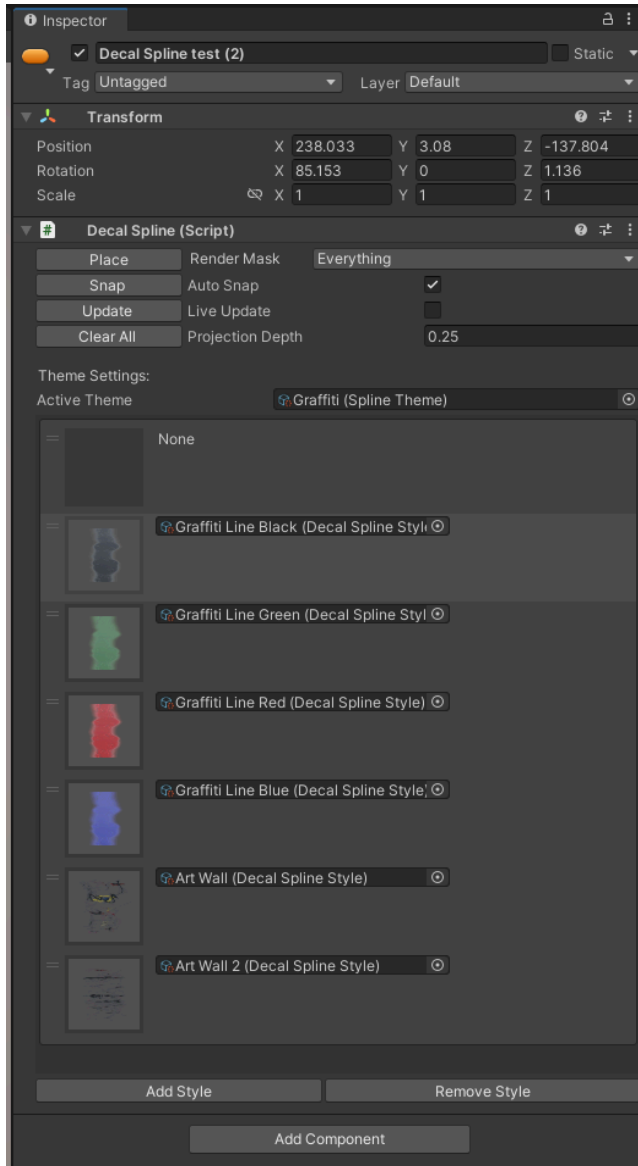 Inspector
Decal Spline test (2) Static
Tag Untagged Layer Default
Transform
Position X 238.033 Y 3.08 Z -137.804
Rotation X 85.153 Y 0 Z 1.136
Scale X 1 Y 1 Z 1
# Decal Spline (Script)
Place Render Mask Everything
Snap Auto Snap
Update Live Update
Clear All Projection Depth 0.25
Theme Settings:
Active Theme Graffiti (Spline Theme)
None
Graffiti Line Black (Decal Spline Style
Graffiti Line Green (Decal Spline Styl
Graffiti Line Red (Decal Spline Style)
Graffiti Line Blue (Decal Spline Style)
Art Wall (Decal Spline Style)
Art Wall 2 (Decal Spline Style)
Add Style Remove Style
Add Component